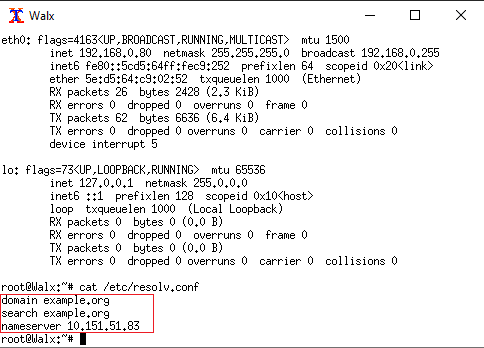 Walx
eth0: flags=4163<UP,BROADCAST,RUNNING,MULTICAST>  mtu 1500
        inet 192.168.0.80  netmask 255.255.255.0  broadcast 192.168.0.255
        inet6 fe80::5cd5:64ff:fec9:252  prefixlen 64  scopeid 0x20<link>
        ether 5e:d5:64:c9:02:52  txqueuelen 1000  (Ethernet)
        RX packets 26  bytes 2428 (2.3 KiB)
        RX errors 0  dropped 0  overruns 0  frame 0
        TX packets 62  bytes 6636 (6.4 KiB)
        TX errors 0  dropped 0 overruns 0  carrier 0  collisions 0
        device interrupt 5
lo: flags=73<UP,LOOPBACK,RUNNING>  mtu 65536
        inet 127.0.0.1  netmask 255.0.0.0
        inet6 ::1  prefixlen 128  scopeid 0x10<host>
        loop  txqueuelen 1000  (Local Loopback)
        RX packets 0  bytes 0 (0.0 B)
        RX errors 0  dropped 0  overruns 0  frame 0
        TX packets 0  bytes 0 (0.0 B)
        TX errors 0  dropped 0 overruns 0  carrier 0  collisions 0
root@Walx:~# cat /etc/resolv.conf
domain example.org
search example.org
nameserver 10.151.51.83
root@Walx:~#